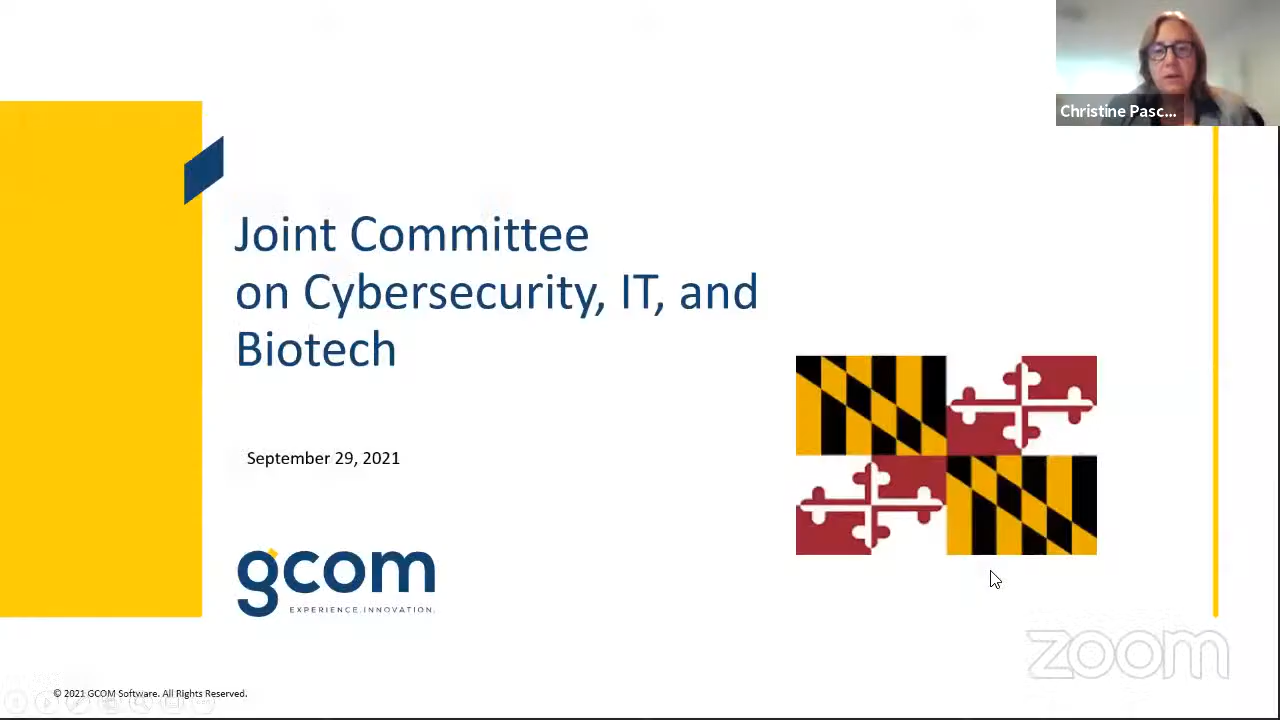 Christine Pasc...
Joint Committee
on Cybersecurity, IT, and
Biotech
September 29, 2021
gcom
EXPERIENCE.INNOVATION.
zoom
© 2021 GCOM Software. All Rights Reserved.